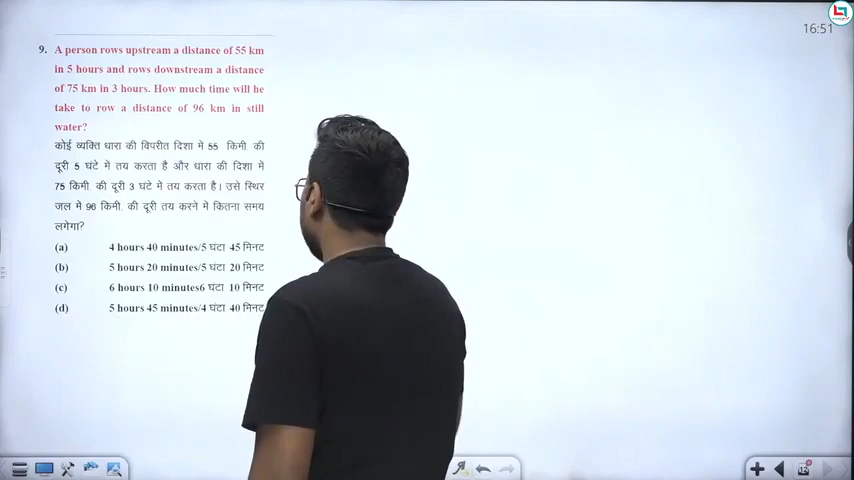 16:51
9. A person rows upstream a distance of 55 km
in 5 hours and rows downstream a distance
of 75 km in 3 hours. How much time will he
take to row a distance of 96 km in still
water?
कोई व्यक्ति धारा की विपरीत दिशा में 55 किमी. की
दूरी 5 घंटे में तय करता है और धारा की दिशा में
75 किमी. की दूरी 3 घंटे में तय करता है। उसे स्थिर
जल में 96 किमी. की दूरी तय करने में कितना समय
लगेगा?
(a) 4 hours 40 minutes/5 घंटा 45 मिनट
(b) 5 hours 20 minutes/5 घंटा 20 मिनट
(c) 6 hours 10 minutes6 घंटा 10 मिनट
(d) 5 hours 45 minutes/4 घंटा 40 मिनट